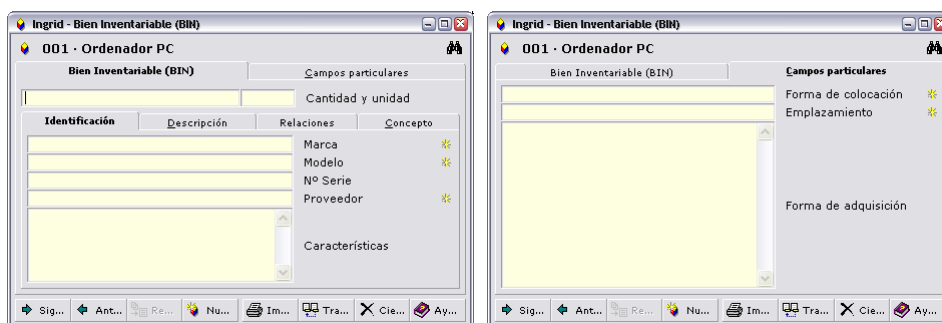 Ingrid - Bien Inventariable (BIN)
001 · Ordenador PC
Bien Inventariable (BIN) Campos particulares
Cantidad y unidad
Identificación Descripción Relaciones Concepto
Marca
Modelo
Nº Serie
Proveedor
Características
Sig... Ant... Re... Nu... Im... Tra... Cie... Ay...
Ingrid - Bien Inventariable (BIN)
001 · Ordenador PC
Bien Inventariable (BIN) Campos particulares
Forma de colocación
Emplazamiento
Forma de adquisición
Sig... Ant... Re... Nu... Im... Tra... Cie... Ay...